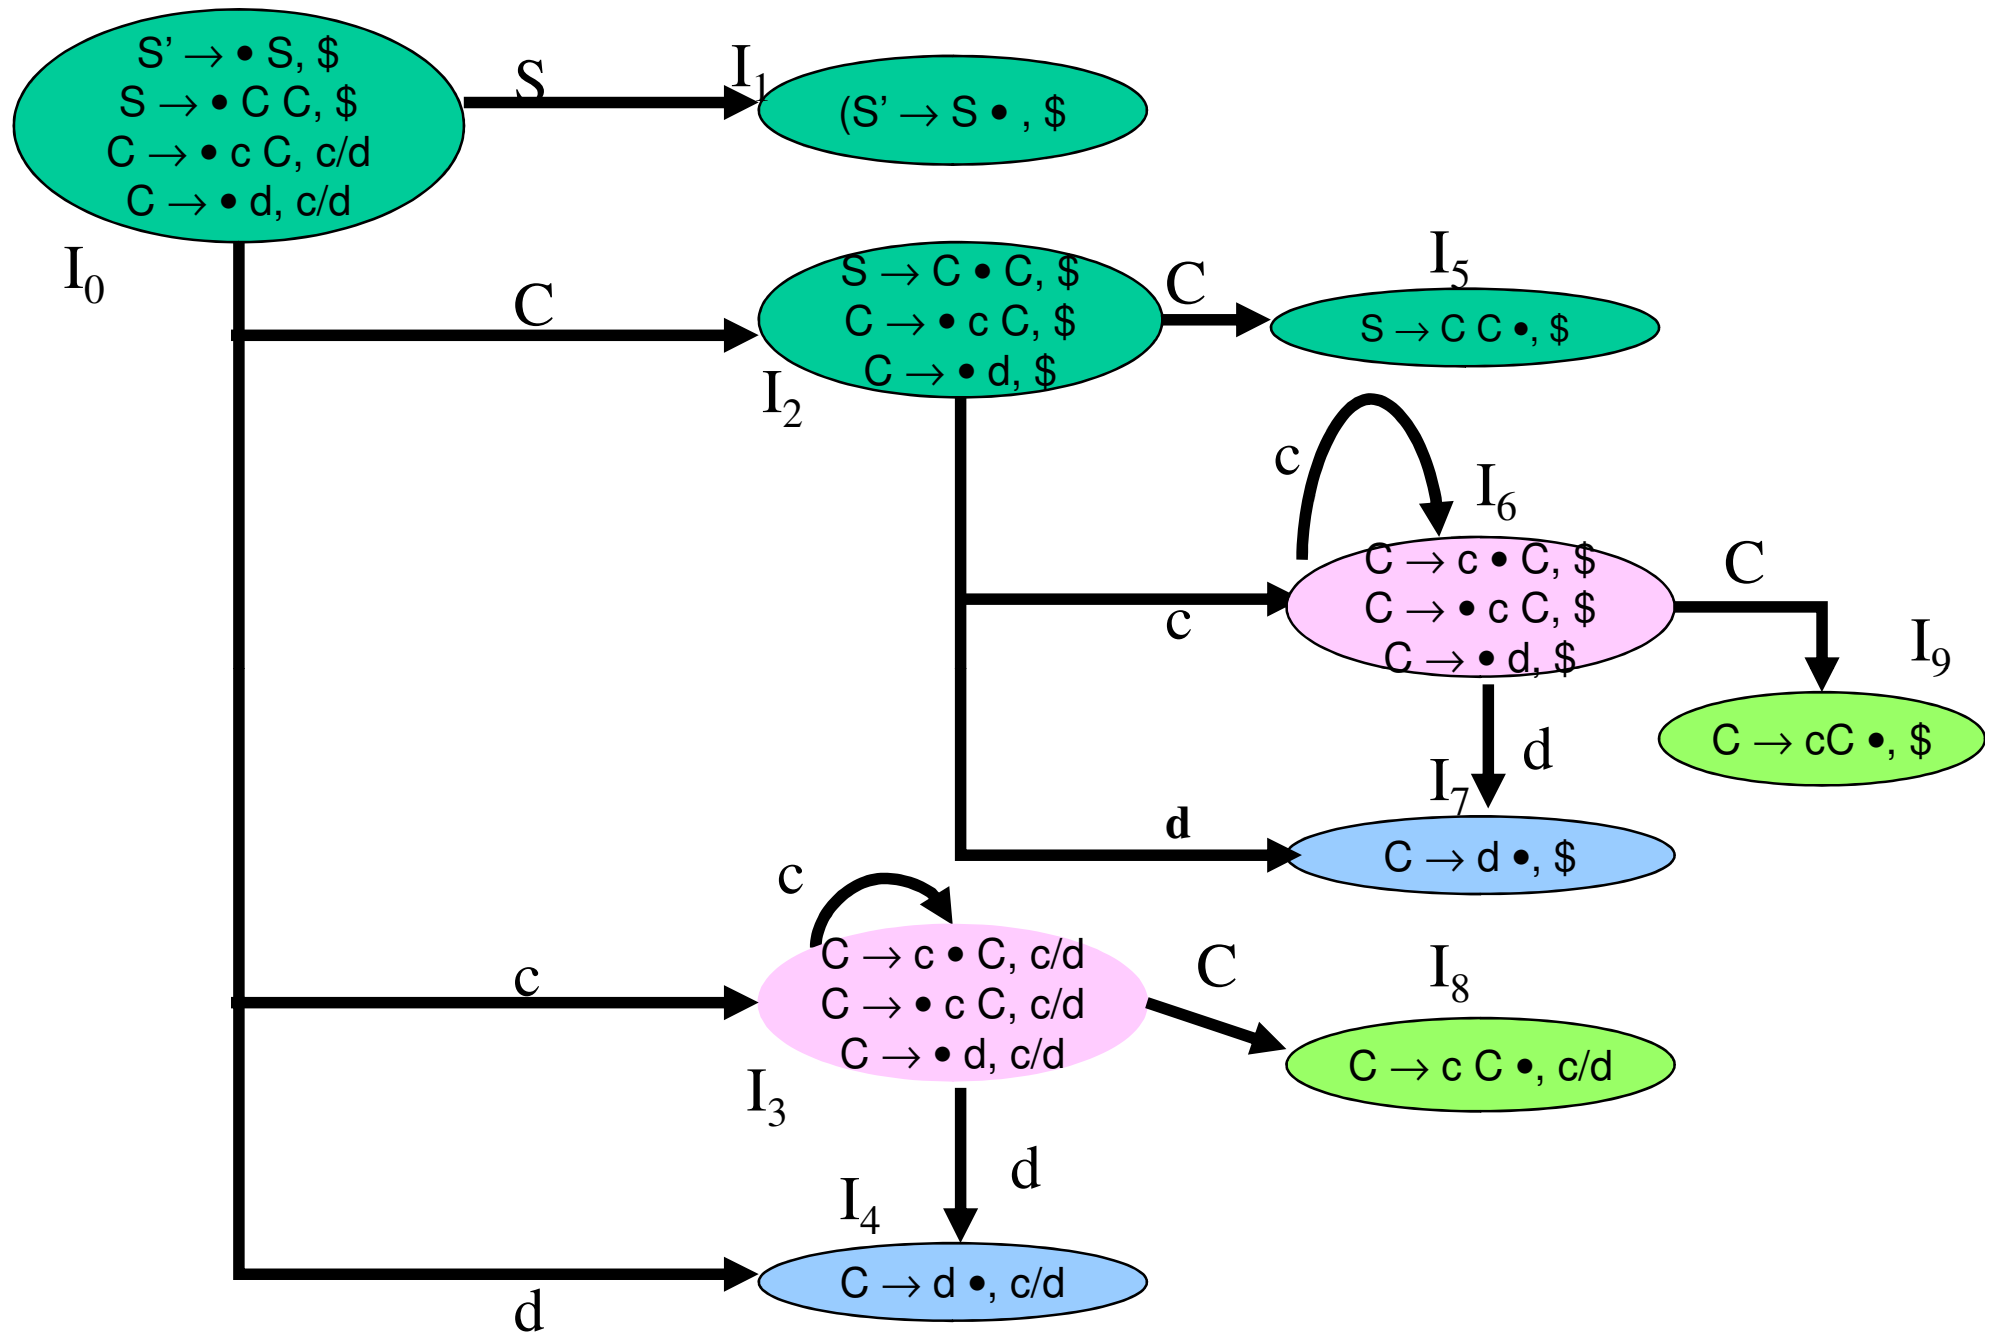 S’ → • S, $
S → • C C, $
C → • c C, c/d
C → • d, c/d
I0
S
I1
(S’ → S • , $
C
I2
S → C • C, $
C → • c C, $
C → • d, $
C
I5
S → C C •, $
c
I6
C → c • C, $
C → • c C, $
C → • d, $
c
C
I9
C → cC •, $
d
I7
d
C → d •, $
c
c
C → c • C, c/d
C → • c C, c/d
C → • d, c/d
I3
C
I8
C → c C •, c/d
d
I4
d
C → d •, c/d